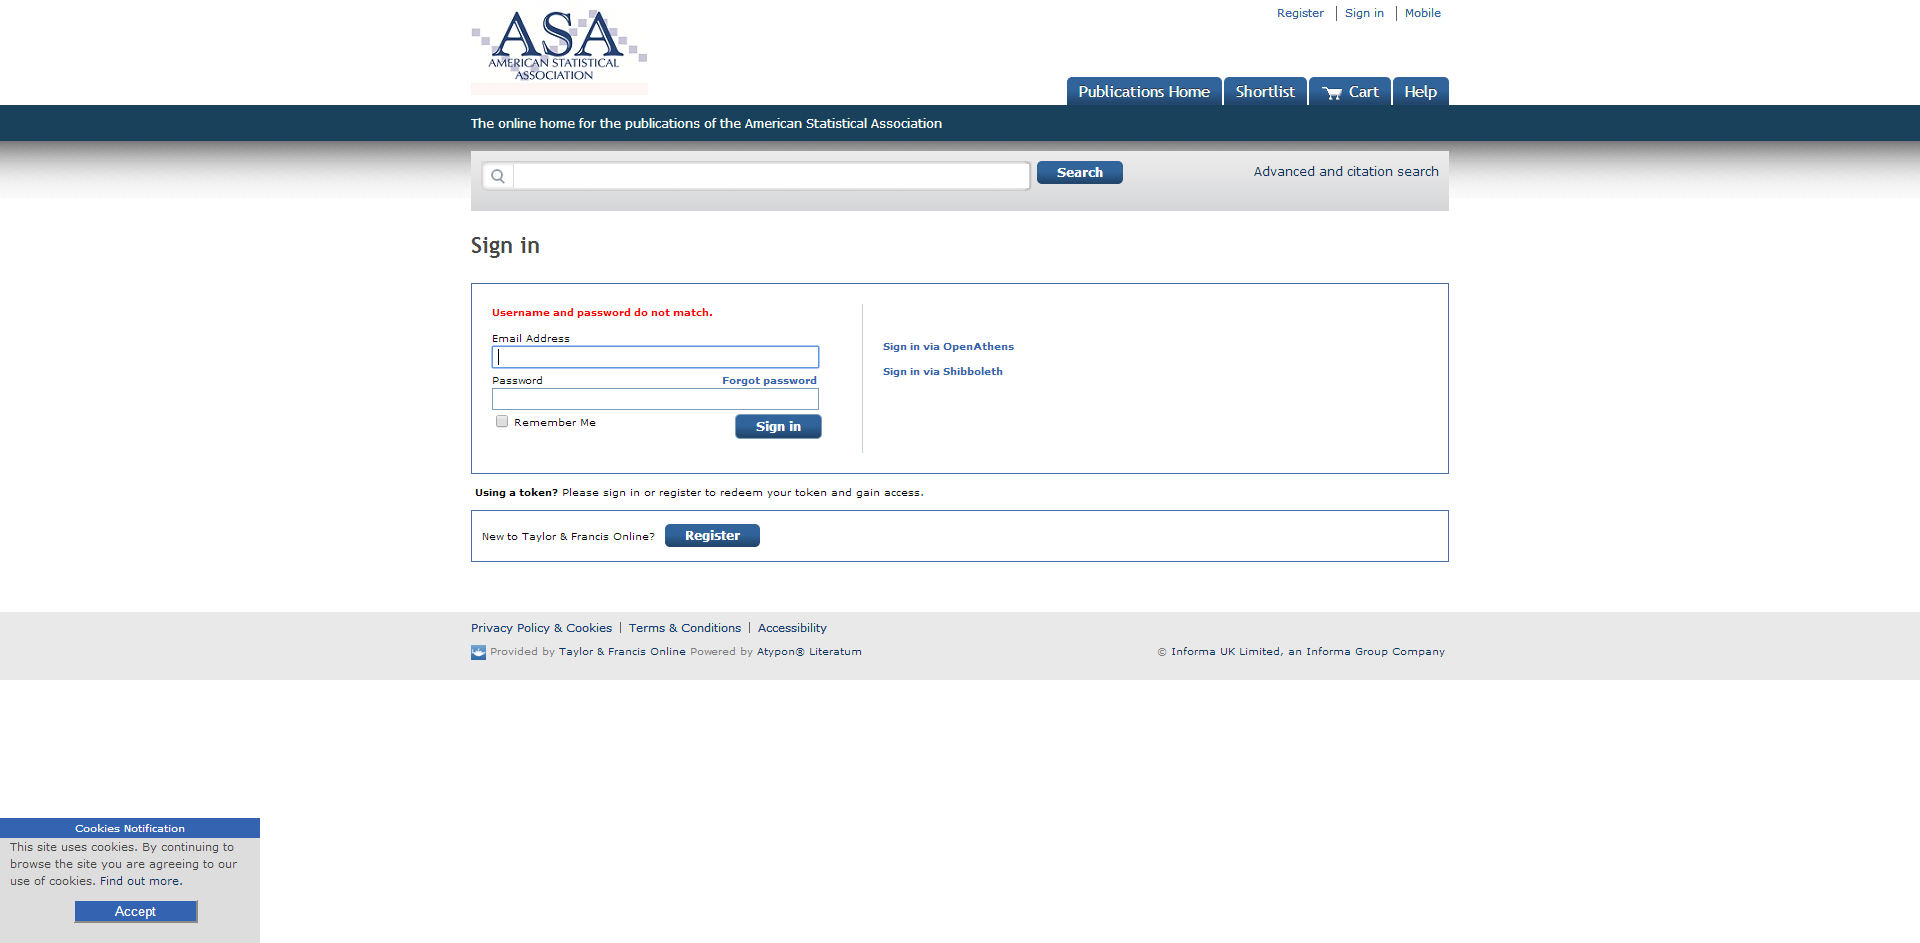 Register Sign in Mobile
ASA
AMERICAN STATISTICAL
ASSOCIATION
Publications Home Shortlist Cart Help
The online home for the publications of the American Statistical Association
Search Advanced and citation search
Sign in
Username and password do not match.
Email Address
Sign in via OpenAthens
Sign in via Shibboleth
Password Forgot password
Remember Me Sign in
Using a token? Please sign in or register to redeem your token and gain access.
New to Taylor & Francis Online? Register
Privacy Policy & Cookies | Terms & Conditions | Accessibility
Provided by Taylor & Francis Online Powered by Atypon® Literatum
© Informa UK Limited, an Informa Group Company
Cookies Notification
This site uses cookies. By continuing to
browse the site you are agreeing to our
use of cookies. Find out more.
Accept